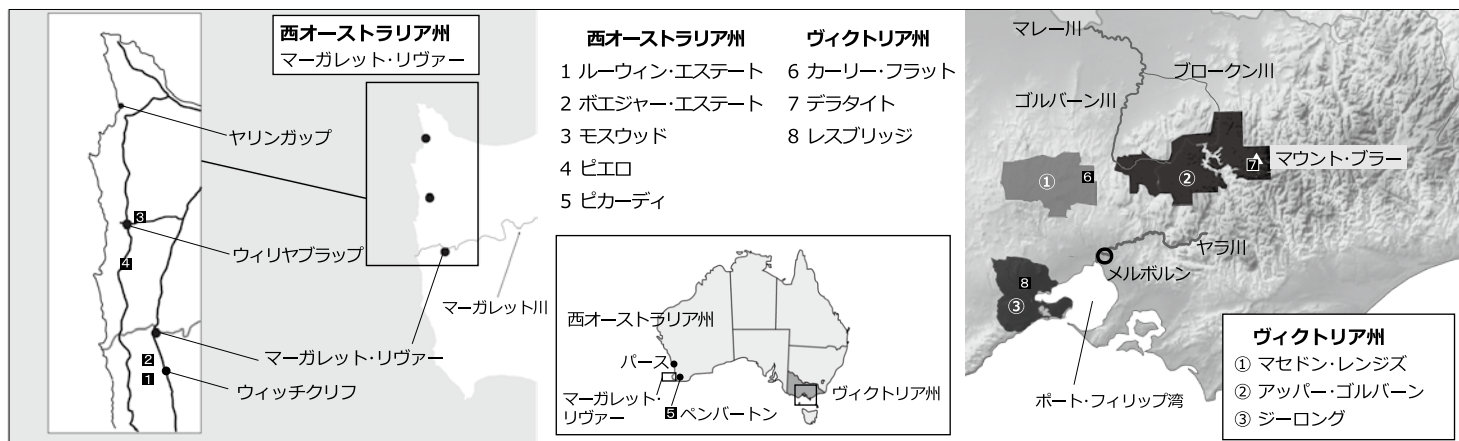 西オーストラリア州
マーガレット・リヴァー
ヤリンガップ
3
ウィリヤブラップ
4
マーガレット川
マーガレット・リヴァー
2
1
ウィッチクリフ
西オーストラリア州
1 ルーウィン・エステート
2 ボエジャー・エステート
3 モスウッド
4 ピエロ
5 ピカーディ
ヴィクトリア州
6 カーリー・フラット
7 デラタイト
8 レスブリッジ
西オーストラリア州
パース
マーガレット・
リヴァー
5 ペンバートン
ヴィクトリア州
マレー川
ブロークン川
ゴルバーン川
マウント・ブラー
7
6
①
②
ヤラ川
メルボルン
8
③
ポート・フィリップ湾
ヴィクトリア州
① マセドン・レンジズ
② アッパー・ゴルバーン
③ ジーロング